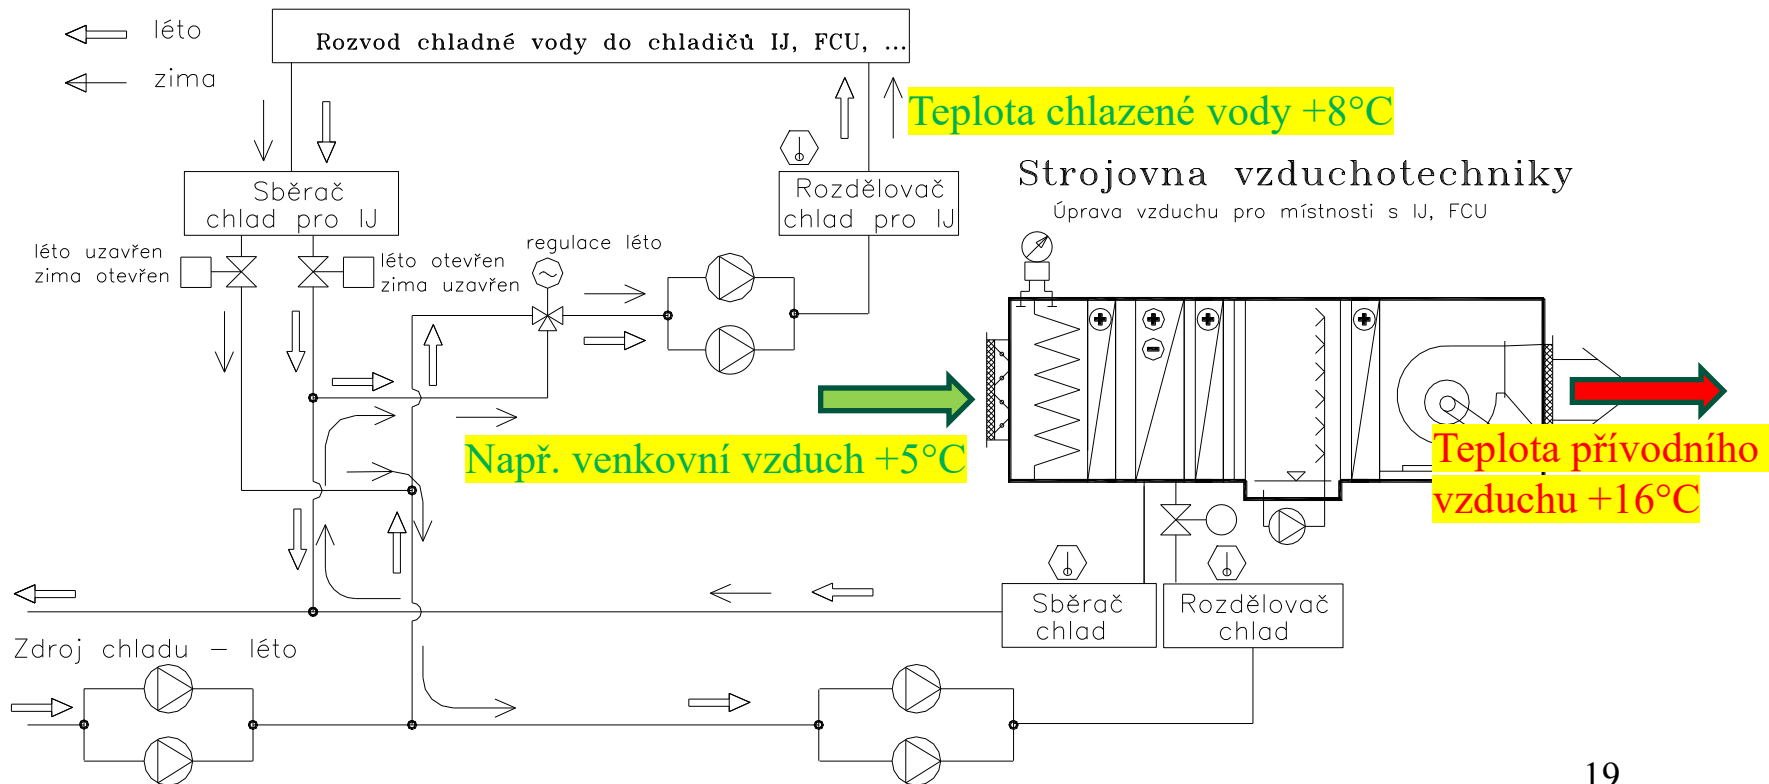 léto
zima
Rozvod chladné vody do chladičů IJ, FCU, ...
Teplota chlazené vody +8°C
Sběrač
chlad pro IJ
Rozdělovač
chlad pro IJ
Strojovna vzduchotechniky
Úprava vzduchu pro místnosti s IJ, FCU
léto uzavřen
zima otevřen
léto otevřen
zima uzavřen
regulace léto
Např. venkovní vzduch +5°C
Teplota přívodního
vzduchu +16°C
Sběrač
chlad
Rozdělovač
chlad
Zdroj chladu – léto
19